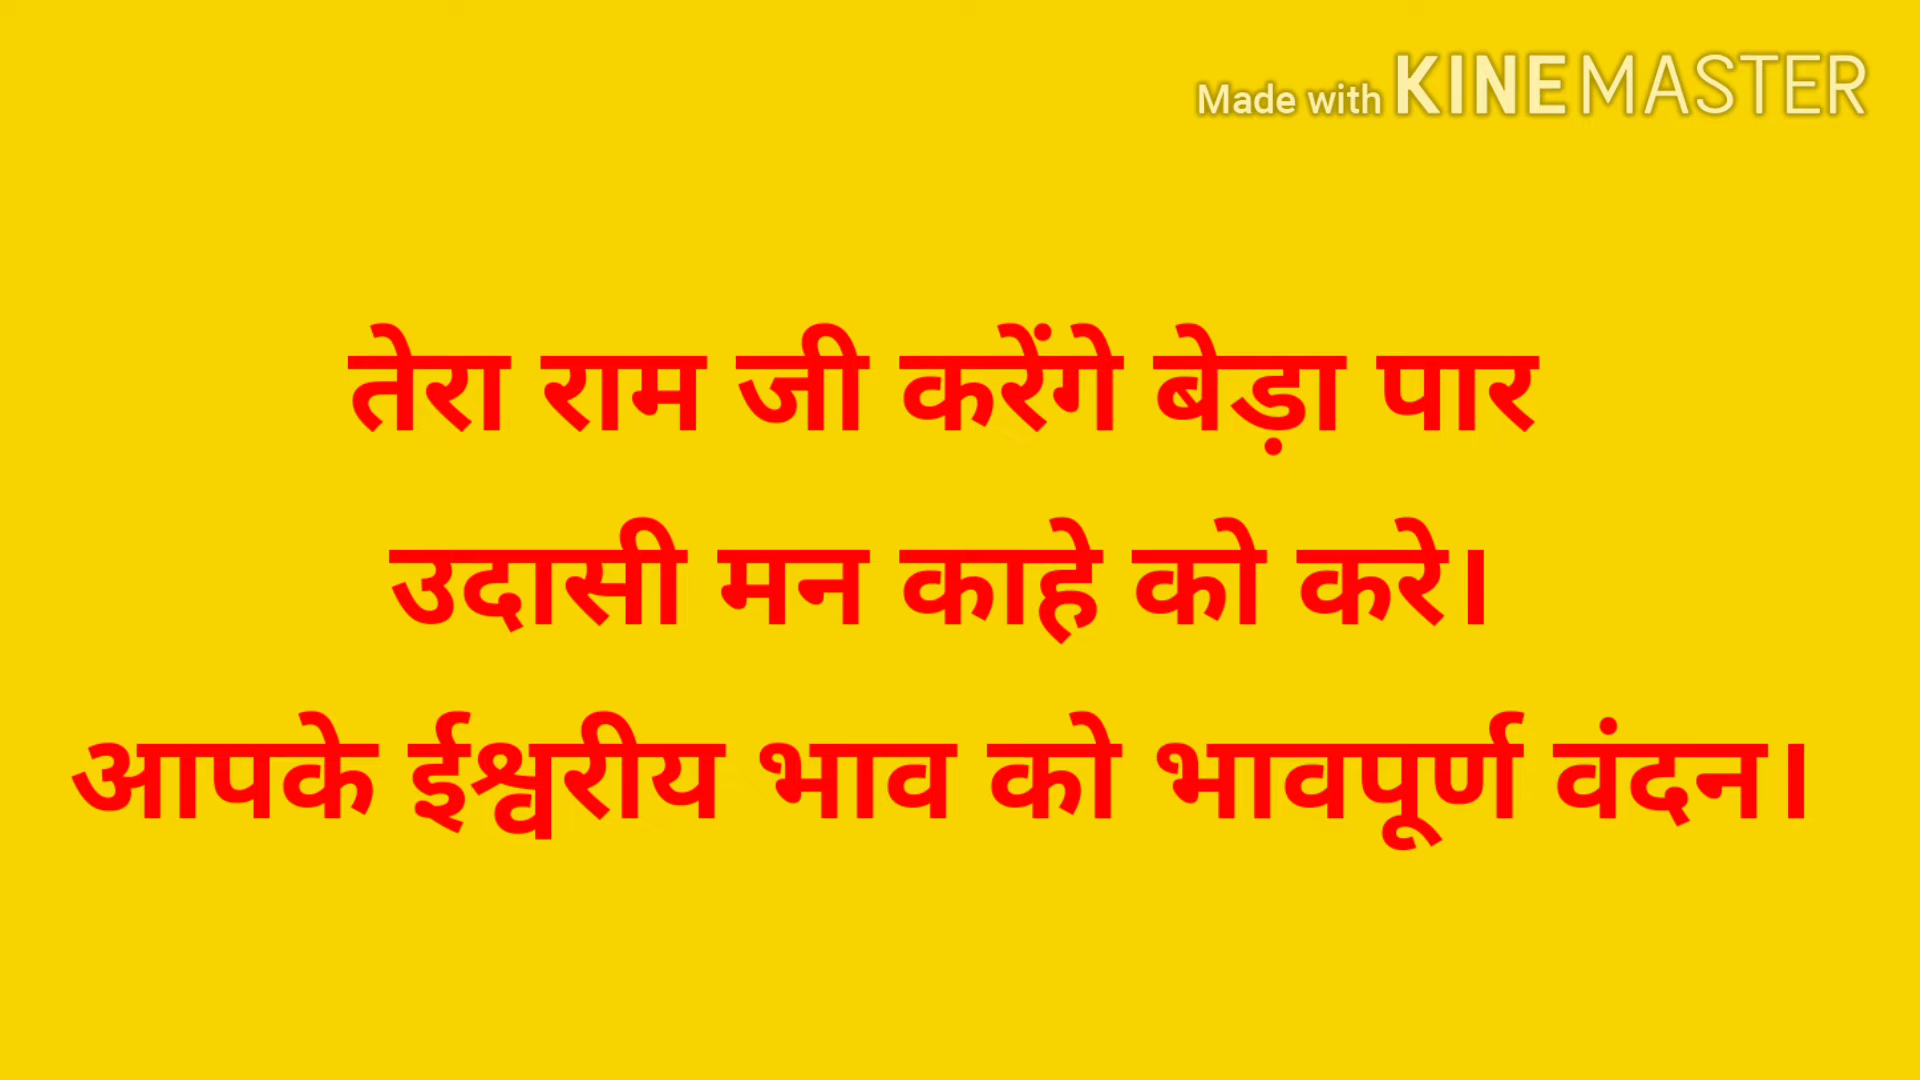 Made with KINEMASTER
तेरा राम जी करेंगे बेड़ा पार
उदासी मन काहे को करे।
आपके ईश्वरीय भाव को भावपूर्ण वंदन।